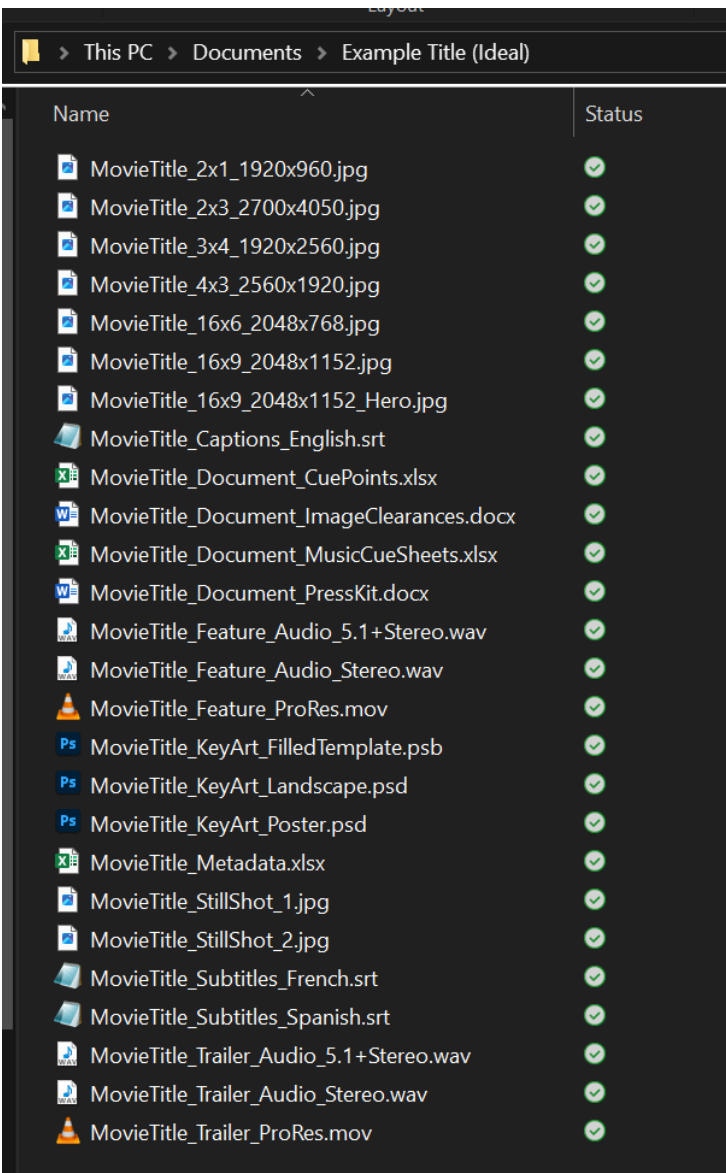 Layout
This PC > Documents > Example Title (Ideal)
Name Status
MovieTitle_2x1_1920x960.jpg
MovieTitle_2x3_2700x4050.jpg
MovieTitle_3x4_1920x2560.jpg
MovieTitle_4x3_2560x1920.jpg
MovieTitle_16x6_2048x768.jpg
MovieTitle_16x9_2048x1152.jpg
MovieTitle_16x9_2048x1152_Hero.jpg
MovieTitle_Captions_English.srt
MovieTitle_Document_CuePoints.xlsx
MovieTitle_Document_ImageClearances.docx
MovieTitle_Document_MusicCueSheets.xlsx
MovieTitle_Document_PressKit.docx
MovieTitle_Feature_Audio_5.1+Stereo.wav
MovieTitle_Feature_Audio_Stereo.wav
MovieTitle_Feature_ProRes.mov
MovieTitle_KeyArt_FilledTemplate.psb
MovieTitle_KeyArt_Landscape.psd
MovieTitle_KeyArt_Poster.psd
MovieTitle_Metadata.xlsx
MovieTitle_StillShot_1.jpg
MovieTitle_StillShot_2.jpg
MovieTitle_Subtitles_French.srt
MovieTitle_Subtitles_Spanish.srt
MovieTitle_Trailer_Audio_5.1+Stereo.wav
MovieTitle_Trailer_Audio_Stereo.wav
MovieTitle_Trailer_ProRes.mov